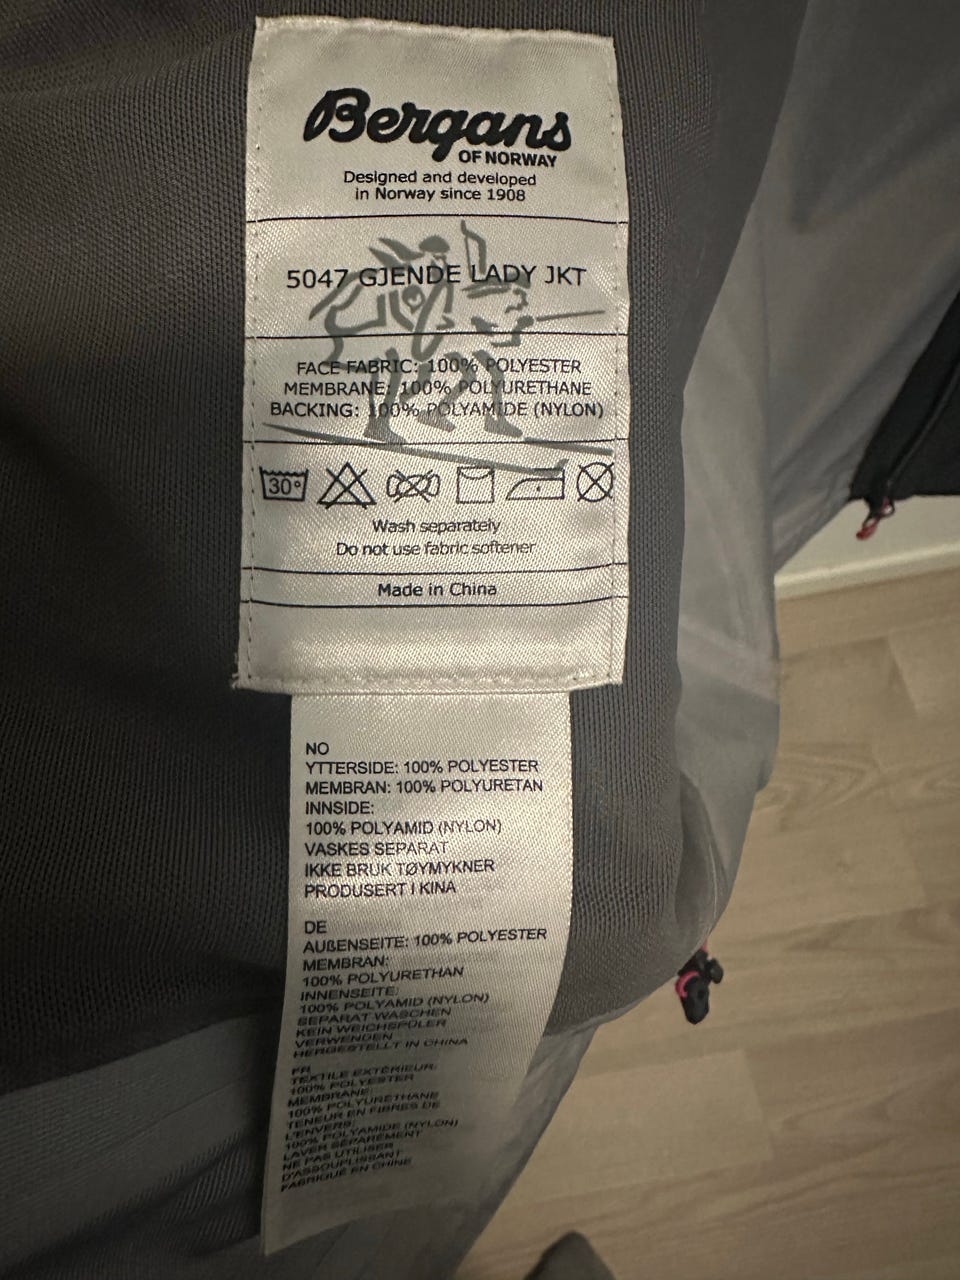 Bergans
OF NORWAY
Designed and developed
in Norway since 1908
5047 GJENDE LADY JKT
FACE FABRIC: 100% POLYESTER
MEMBRANE: 100% POLYURETHANE
BACKING: 100% POLYAMIDE (NYLON)
30°
Wash separately
Do not use fabric softener
Made in China
NO
YTTERSIDE: 100% POLYESTER
MEMBRAN: 100% POLYURETAN
INNSIDE:
100% POLYAMID (NYLON)
VASKES SEPARAT
IKKE BRUK TØYMYKNER
PRODUSERT I KINA
DE
AUßENSEITE: 100% POLYESTER
MEMBRAN:
100% POLYURETHAN
INNENSEITE:
100% POLYAMID (NYLON)
SEPARAT WASCHEN
KEIN WEICHSPÜLER
VERWENDEN
HERGESTELLT IN CHINA
FR
TEXTILE EXTÉRIEUR:
100% POLYESTER
MEMBRANE:
100% POLYURETHANE
TENEUR EN FIBRES DE
L'ENVERS:
100% POLYAMIDE (NYLON)
LAVER SÉPARÉMENT
NE PAS UTILISER
D'ASSOUPLISSANT
FABRIQUÉ EN CHINE